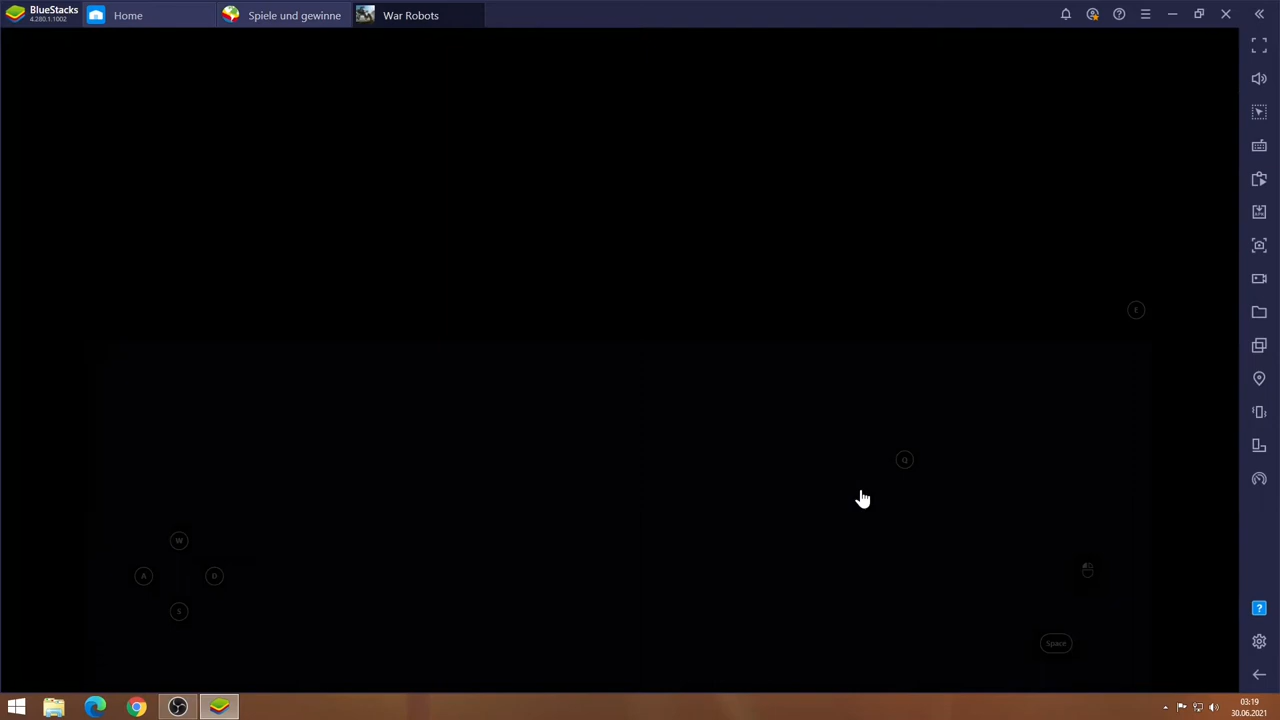 BlueStacks
4.280.1.1002
Home
Spiele und gewinne
War Robots
E
Q
W
A
D
S
Space
?
03:19
30.06.2021